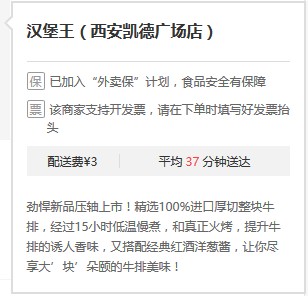 汉堡王（西安凯德广场店）
保 已加入“外卖保”计划，食品安全有保障
票 该商家支持开发票，请在下单时填写好发票抬
头
配送费¥3 平均 37 分钟送达
劲悍新品压轴上市！精选100%进口厚切整块牛
排，经过15小时低温慢煮，和真正火烤，提升牛
排的诱人香味，又搭配经典红酒洋葱酱，让你尽
享大’块’朵颐的牛排美味！